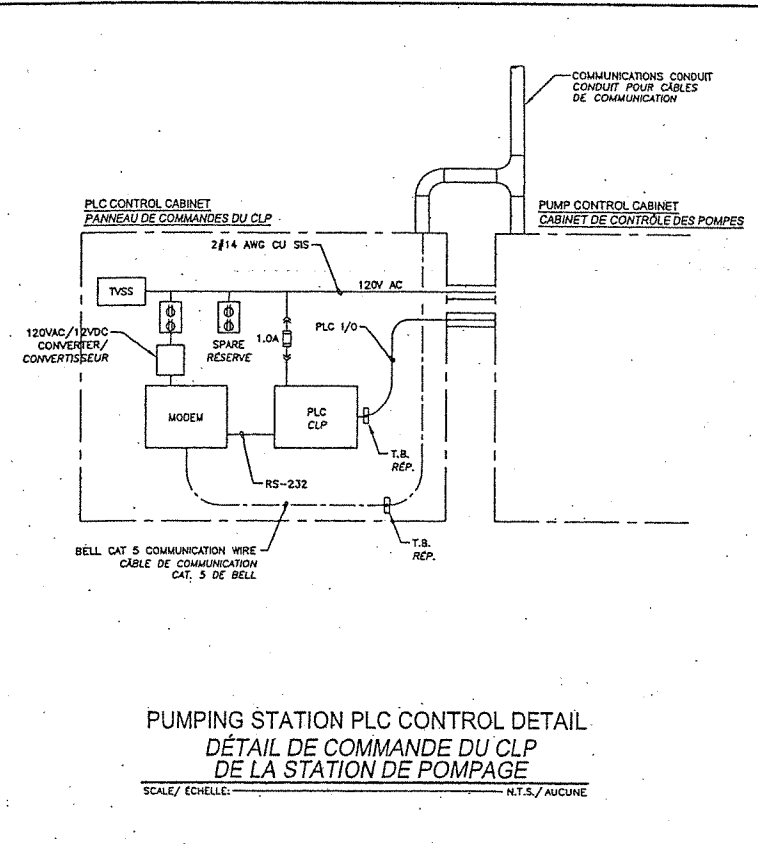 COMMUNICATIONS CONDUIT
CONDUIT POUR CÂBLES
DE COMMUNICATION
PLC CONTROL CABINET
PANNEAU DE COMMANDES DU CLP
PUMP CONTROL CABINET
CABINET DE CONTRÔLE DES POMPES
2#14 AWG CU SIS
TVSS
120V AC
120VAC/12VDC
CONVERTER/
CONVERTISSEUR
SPARE
RÉSERVE
1.0A
PLC I/O
MODEM
PLC
CLP
T.B.
RÉP.
RS-232
BELL CAT 5 COMMUNICATION WIRE
CÂBLE DE COMMUNICATION
CAT. 5 DE BELL
T.B.
RÉP.
PUMPING STATION PLC CONTROL DETAIL
DÉTAIL DE COMMANDE DU CLP
DE LA STATION DE POMPAGE
SCALE/ ÉCHELLE: N.T.S./ AUCUNE